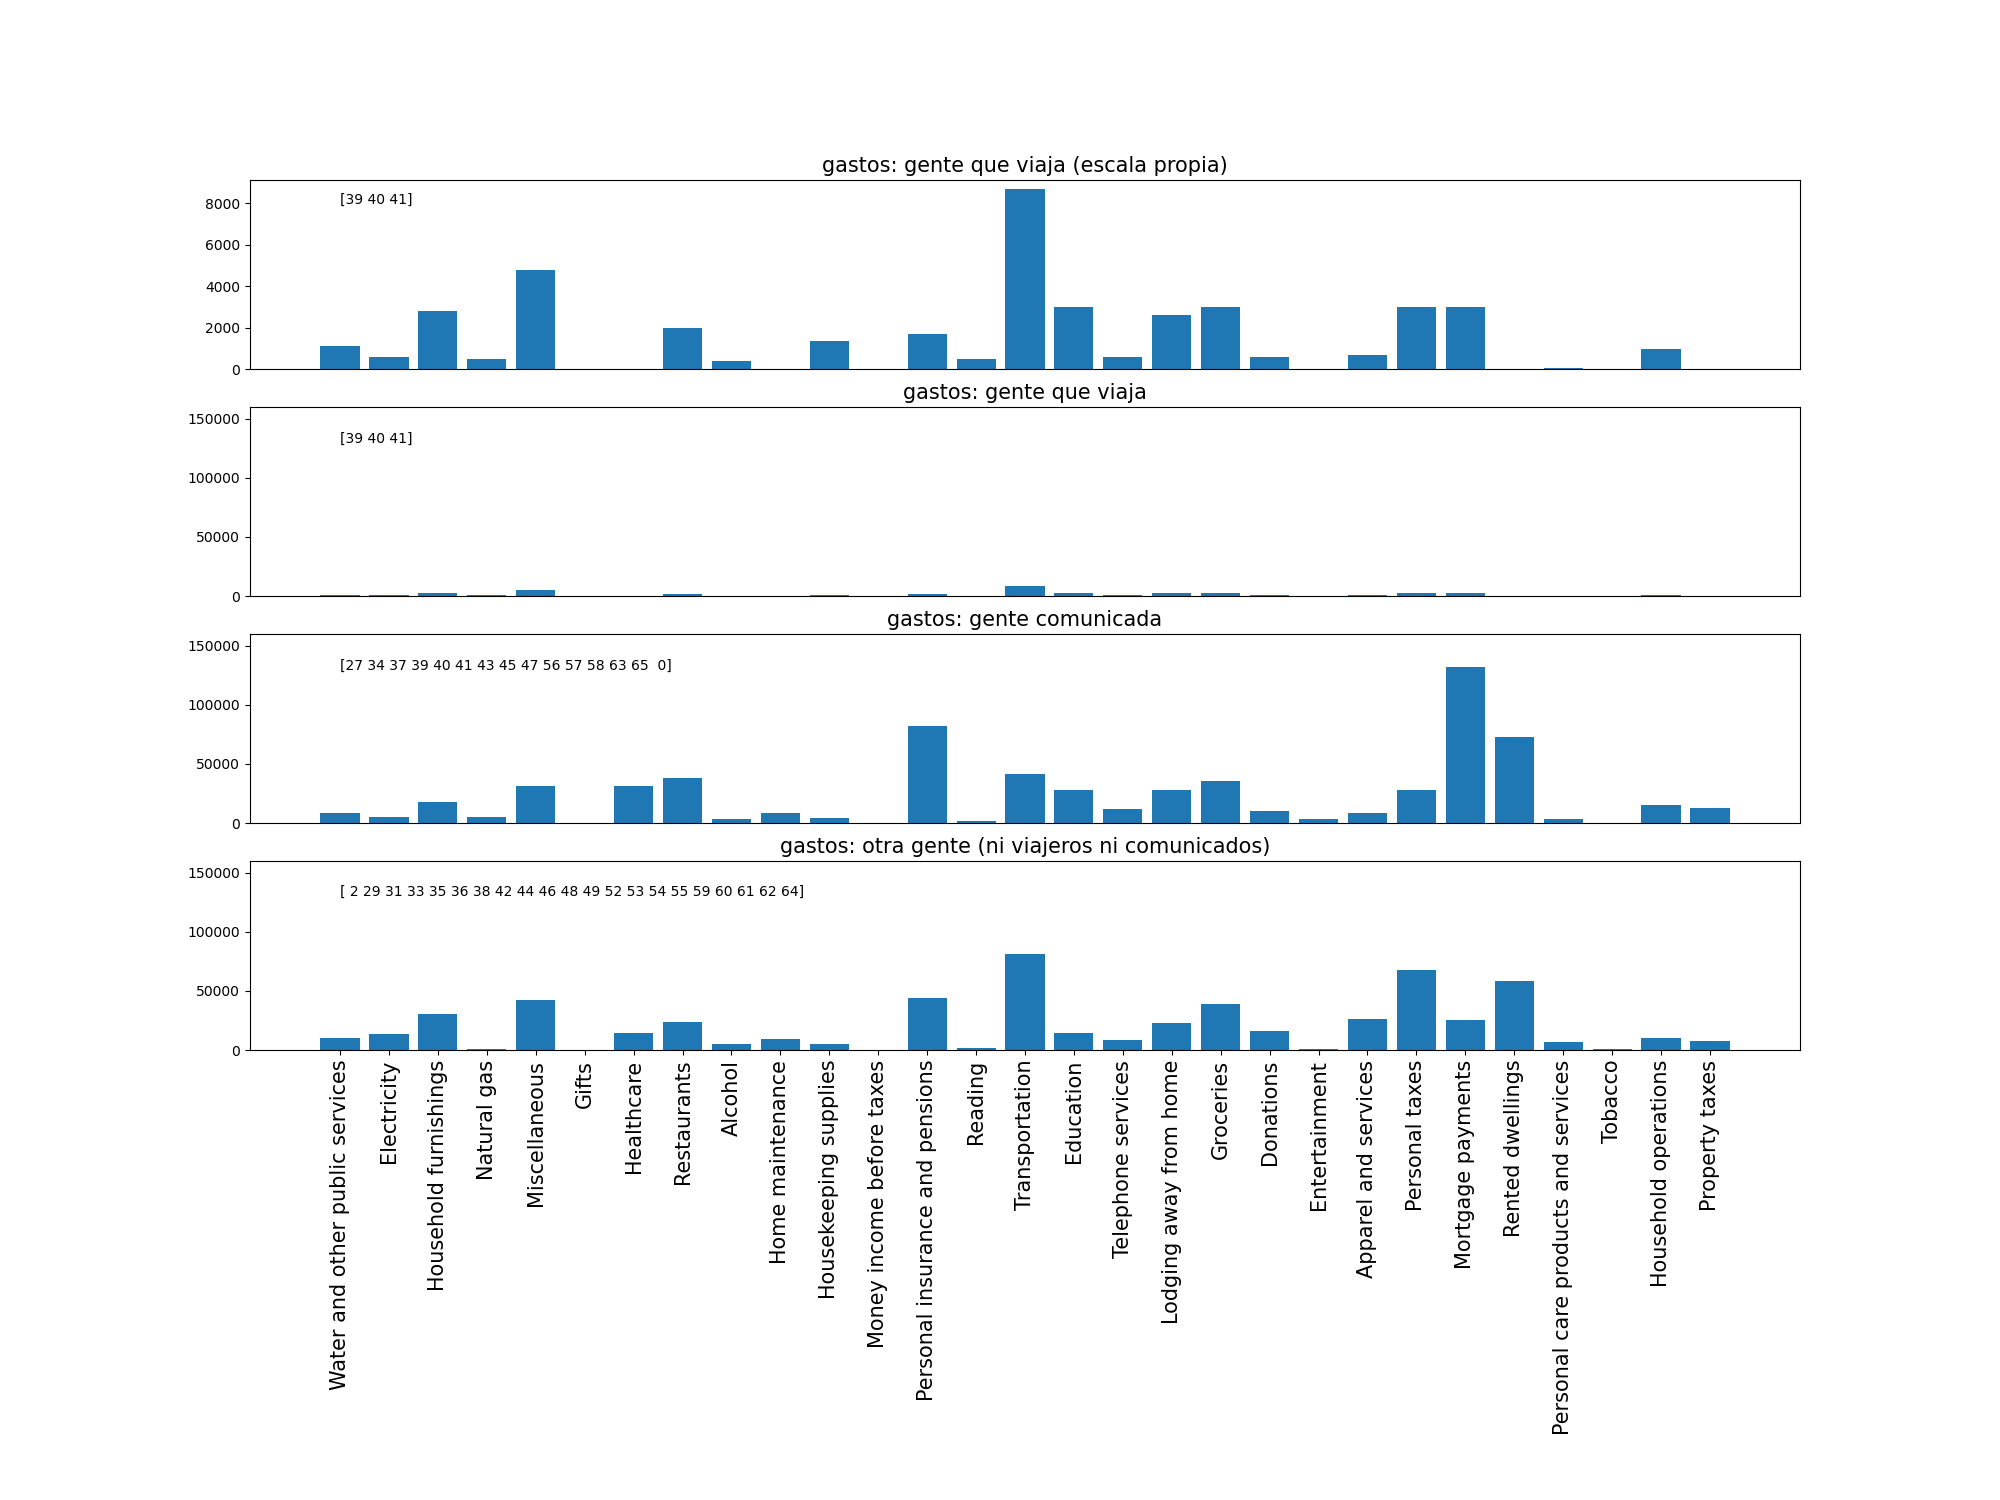 gastos: gente que viaja (escala propia)
[39 40 41]
8000
6000
4000
2000
0
gastos: gente que viaja
150000
[39 40 41]
100000
50000
0
gastos: gente comunicada
150000
[27 34 37 39 40 41 43 45 47 56 57 58 63 65  0]
100000
50000
0
gastos: otra gente (ni viajeros ni comunicados)
150000
[ 2 29 31 33 35 36 38 42 44 46 48 49 52 53 54 55 59 60 61 62 64]
100000
50000
0
Water and other public services
Electricity
Household furnishings
Natural gas
Miscellaneous
Gifts
Healthcare
Restaurants
Alcohol
Home maintenance
Housekeeping supplies
Money income before taxes
Personal insurance and pensions
Reading
Transportation
Education
Telephone services
Lodging away from home
Groceries
Donations
Entertainment
Apparel and services
Personal taxes
Mortgage payments
Rented dwellings
Personal care products and services
Tobacco
Household operations
Property taxes